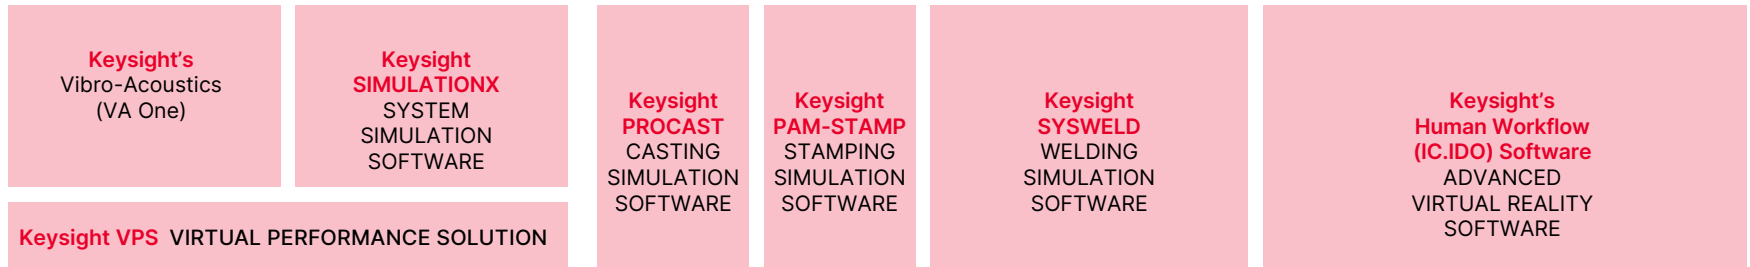 Keysight’s
Vibro-Acoustics
(VA One)
Keysight
SIMULATIONX
SYSTEM
SIMULATION
SOFTWARE
Keysight VPS VIRTUAL PERFORMANCE SOLUTION
Keysight
PROCAST
CASTING
SIMULATION
SOFTWARE
Keysight
PAM-STAMP
STAMPING
SIMULATION
SOFTWARE
Keysight
SYSWELD
WELDING
SIMULATION
SOFTWARE
Keysight’s
Human Workflow
(IC.IDO) Software
ADVANCED
VIRTUAL REALITY
SOFTWARE